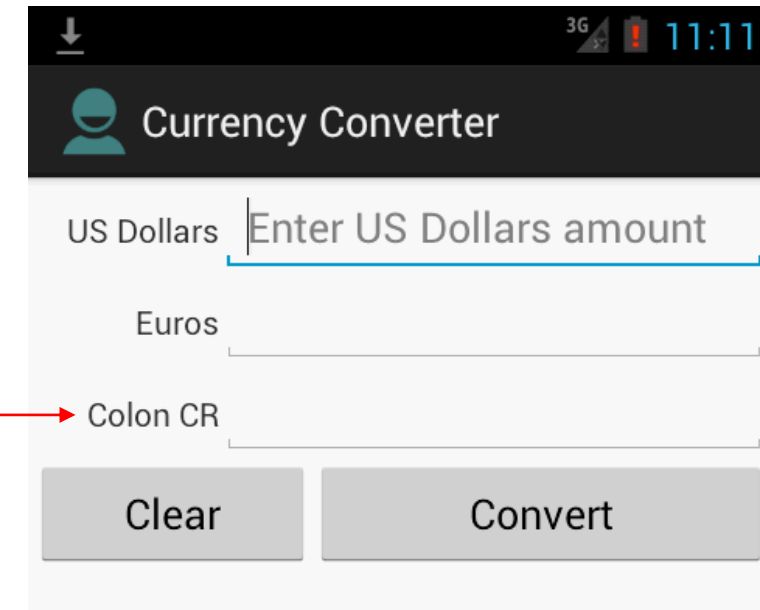 3G 11:11
Currency Converter
US Dollars Enter US Dollars amount
Euros
Colon CR
Clear Convert